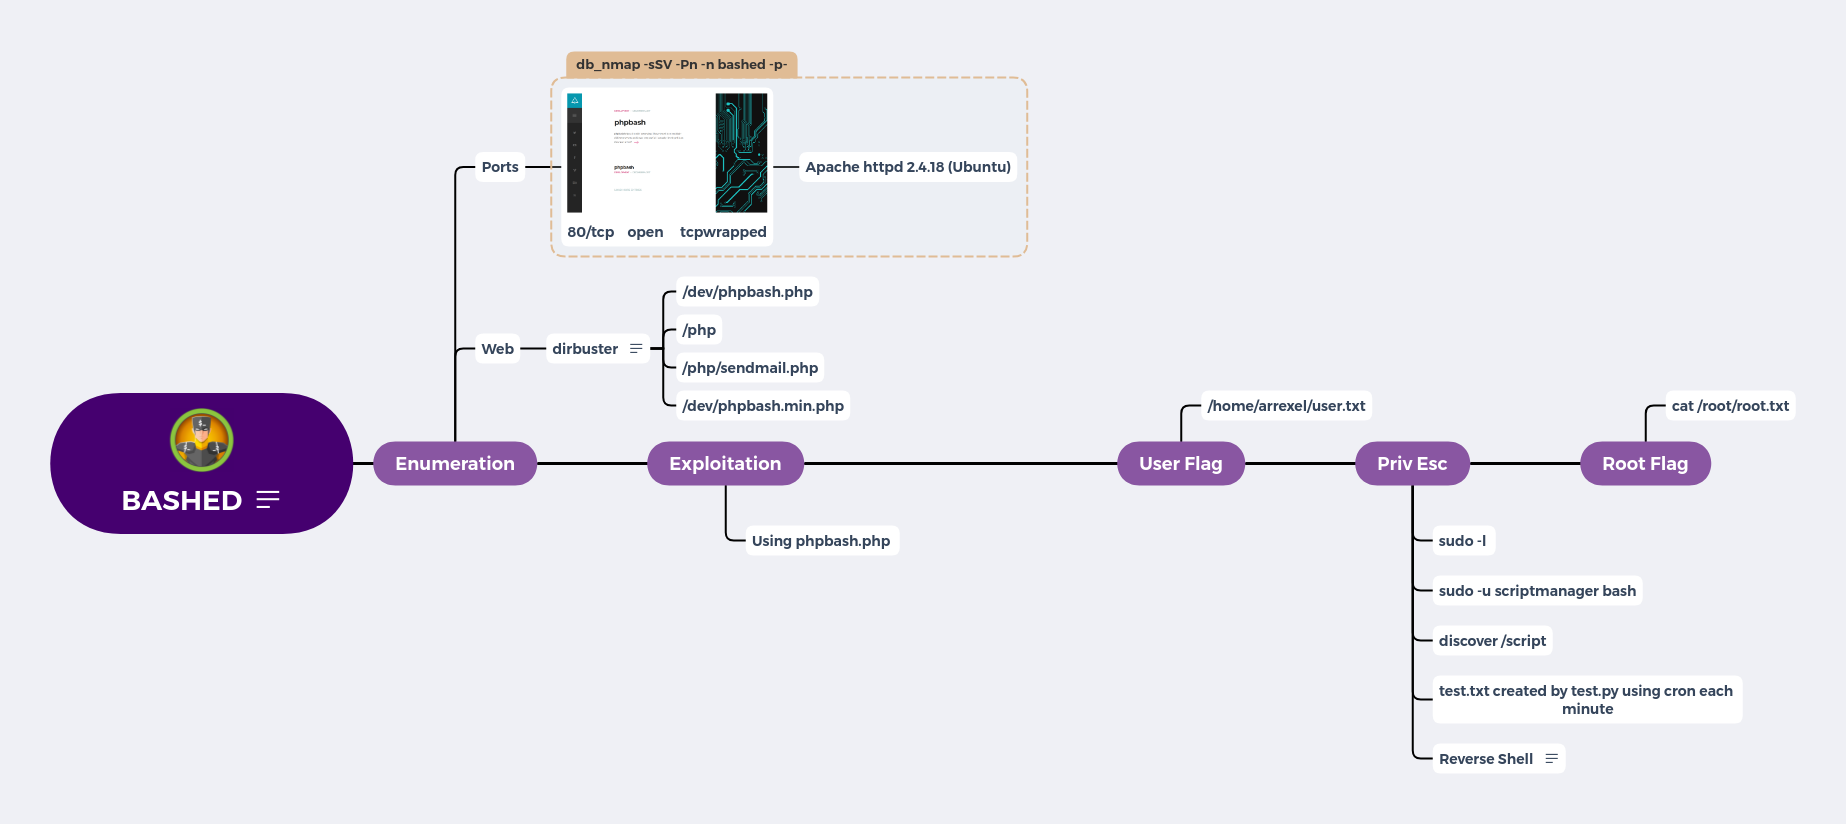 db_nmap -sSV -Pn -n bashed -p-
phpbash
phpbash
Ports
Apache httpd 2.4.18 (Ubuntu)
80/tcp open tcpwrapped
/dev/phpbash.php
/php
Web
dirbuster
/php/sendmail.php
/dev/phpbash.min.php
/home/arrexel/user.txt
cat /root/root.txt
BASHED
Enumeration
Exploitation
User Flag
Priv Esc
Root Flag
Using phpbash.php
sudo -l
sudo -u scriptmanager bash
discover /script
test.txt created by test.py using cron each
minute
Reverse Shell